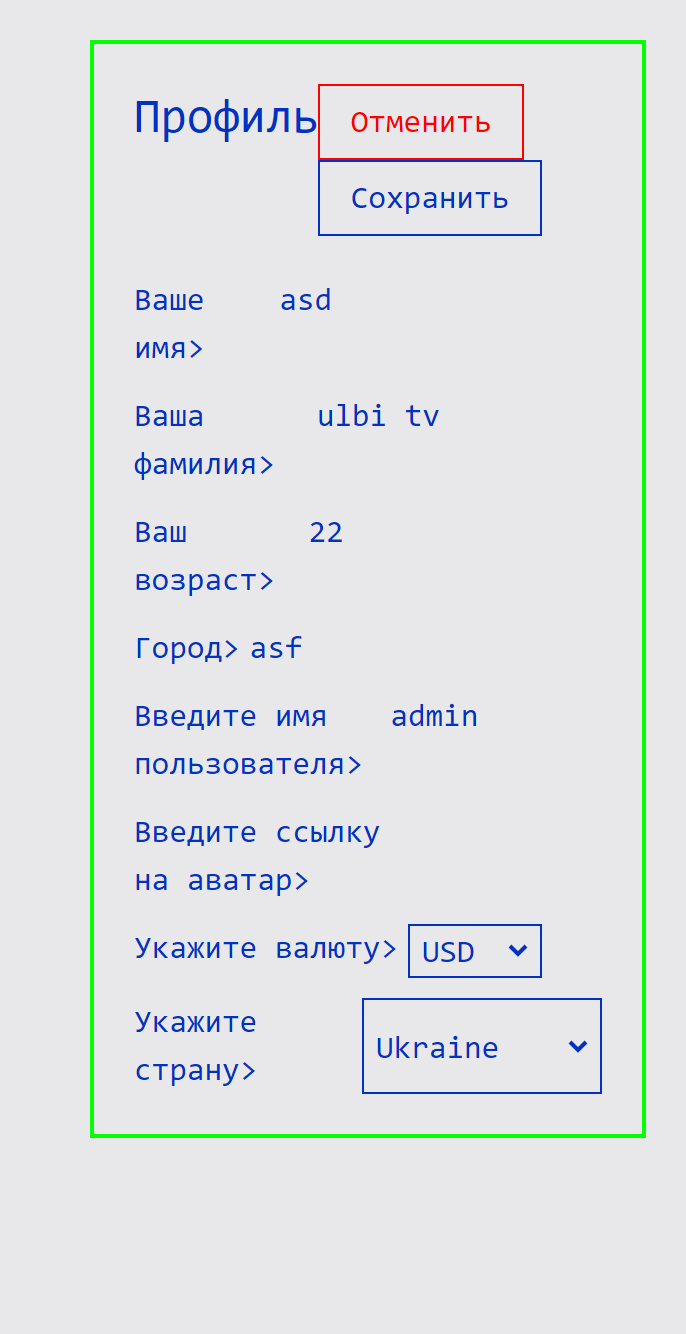 Профиль Отменить
Сохранить
Ваше asd
имя>
Ваша ulbi tv
фамилия>
Ваш 22
возраст>
Город> asf
Введите имя admin
пользователя>
Введите ссылку
на аватар>
Укажите валюту> USD
Укажите
страну> Ukraine